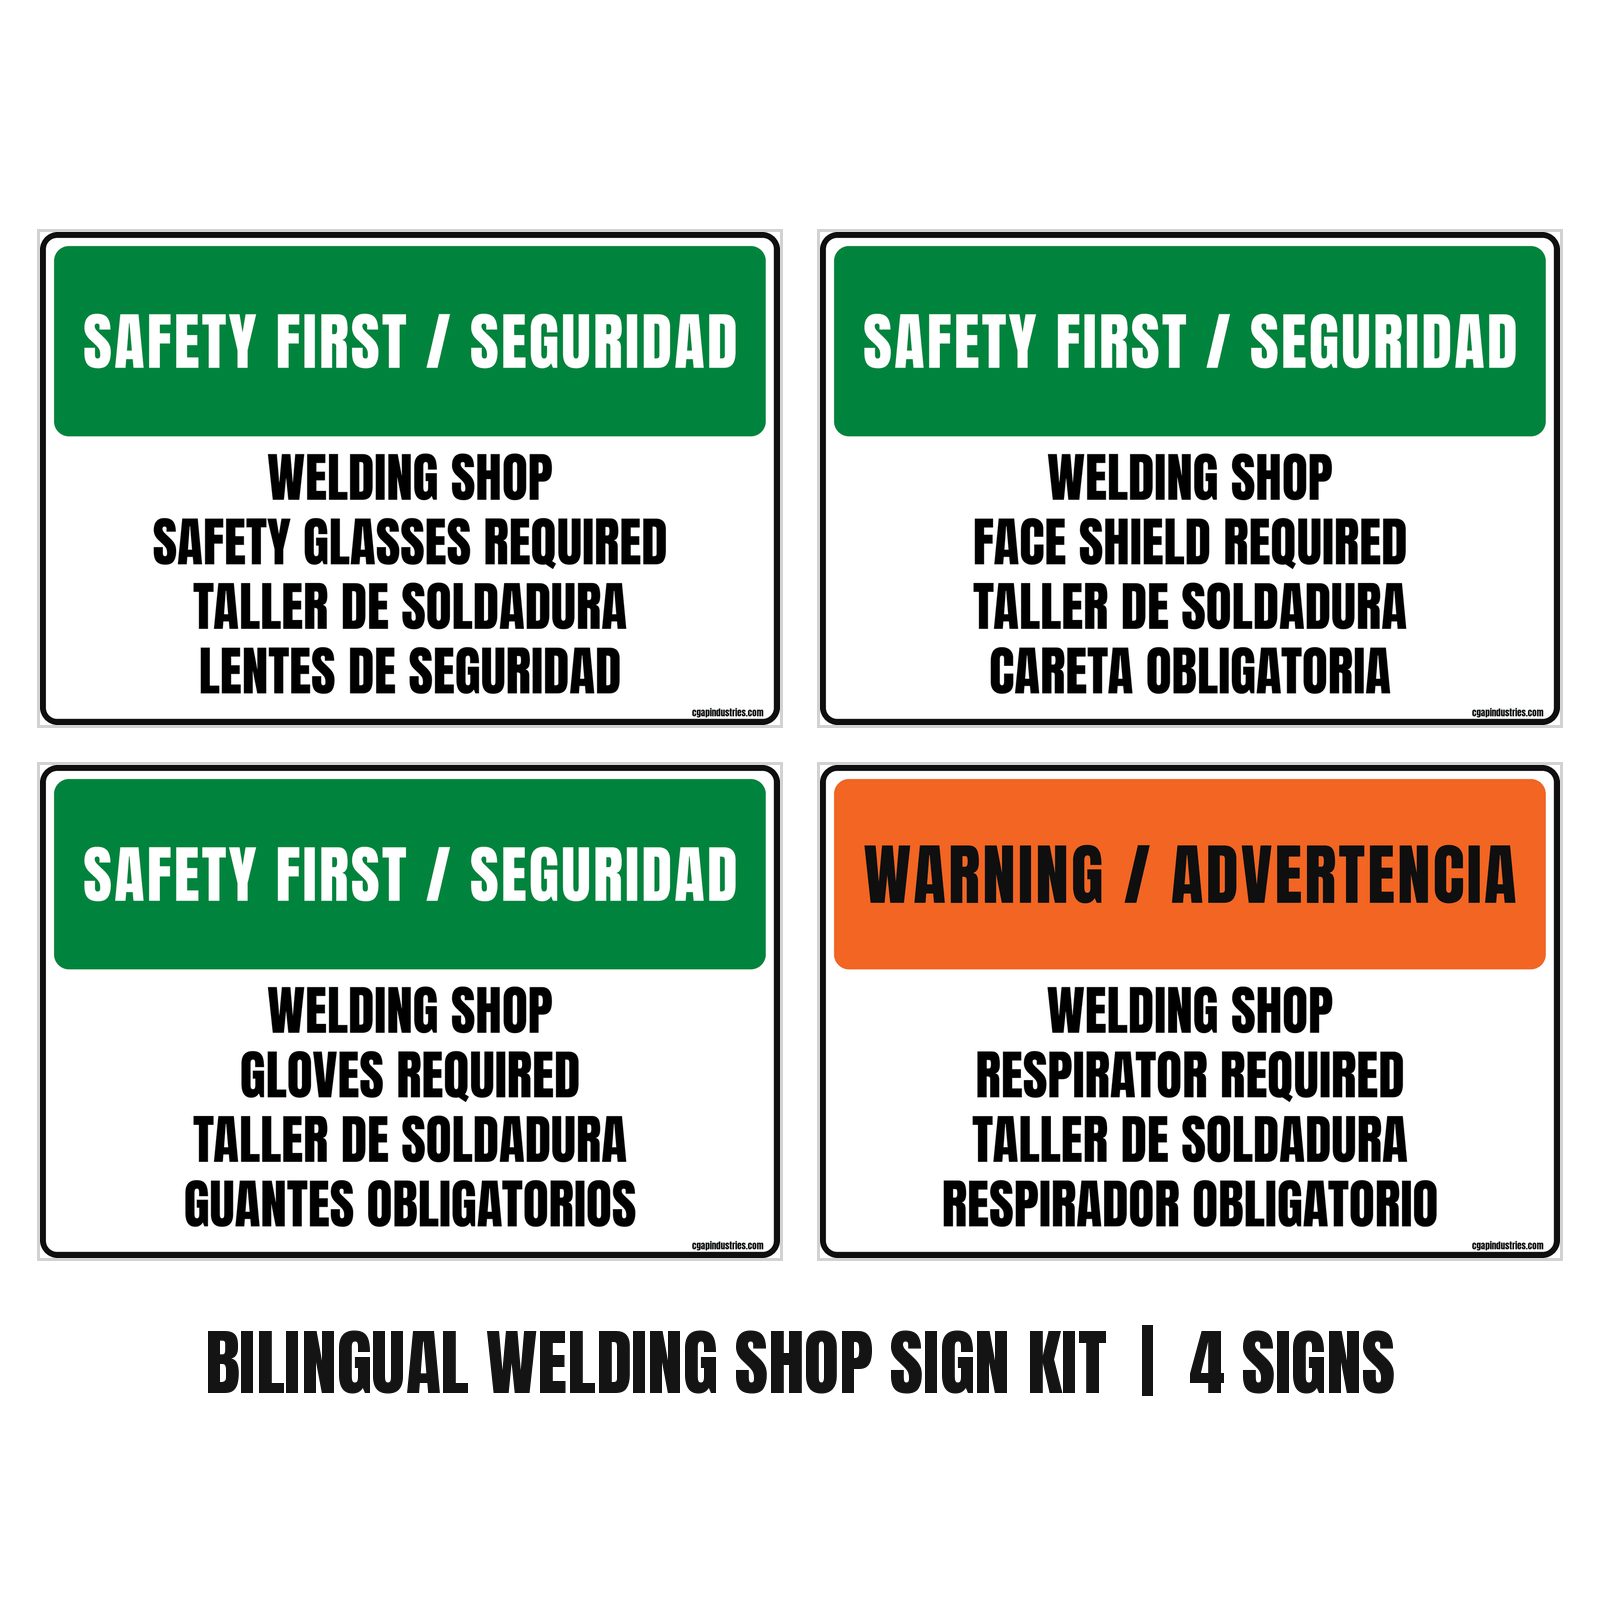 SAFETY FIRST / SEGURIDAD
WELDING SHOP
SAFETY GLASSES REQUIRED
TALLER DE SOLDADURA
LENTES DE SEGURIDAD
cgapindustries.com
SAFETY FIRST / SEGURIDAD
WELDING SHOP
FACE SHIELD REQUIRED
TALLER DE SOLDADURA
CARETA OBLIGATORIA
cgapindustries.com
SAFETY FIRST / SEGURIDAD
WELDING SHOP
GLOVES REQUIRED
TALLER DE SOLDADURA
GUANTES OBLIGATORIOS
cgapindustries.com
WARNING / ADVERTENCIA
WELDING SHOP
RESPIRATOR REQUIRED
TALLER DE SOLDADURA
RESPIRADOR OBLIGATORIO
cgapindustries.com
BILINGUAL WELDING SHOP SIGN KIT | 4 SIGNS